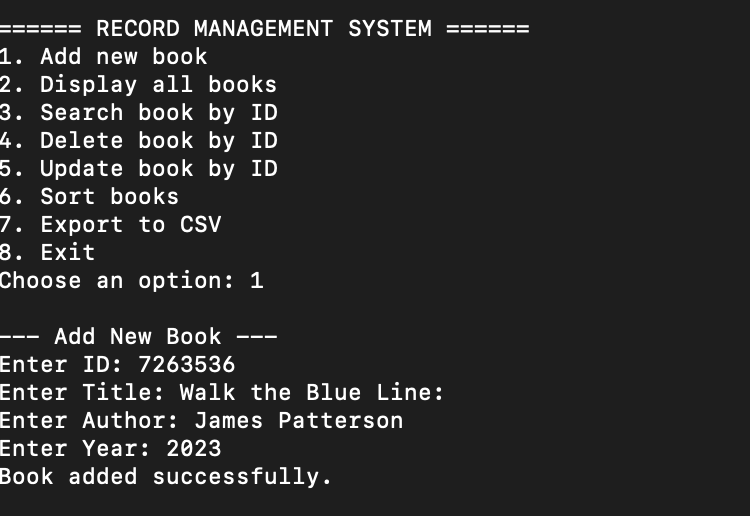 ====== RECORD MANAGEMENT SYSTEM ======
1. Add new book
2. Display all books
3. Search book by ID
4. Delete book by ID
5. Update book by ID
6. Sort books
7. Export to CSV
8. Exit
Choose an option: 1
--- Add New Book ---
Enter ID: 7263536
Enter Title: Walk the Blue Line:
Enter Author: James Patterson
Enter Year: 2023
Book added successfully.